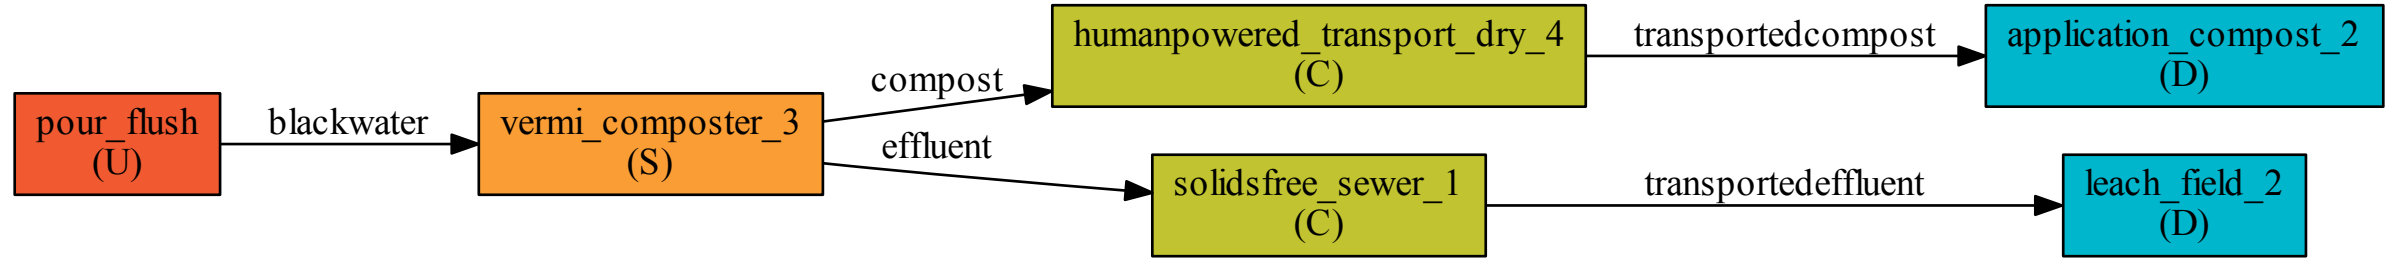 pour_flush
(U)
blackwater
vermi_composter_3
(S)
compost
effluent
humanpowered_transport_dry_4
(C)
transportedcompost
application_compost_2
(D)
solidsfree_sewer_1
(C)
transportedeffluent
leach_field_2
(D)